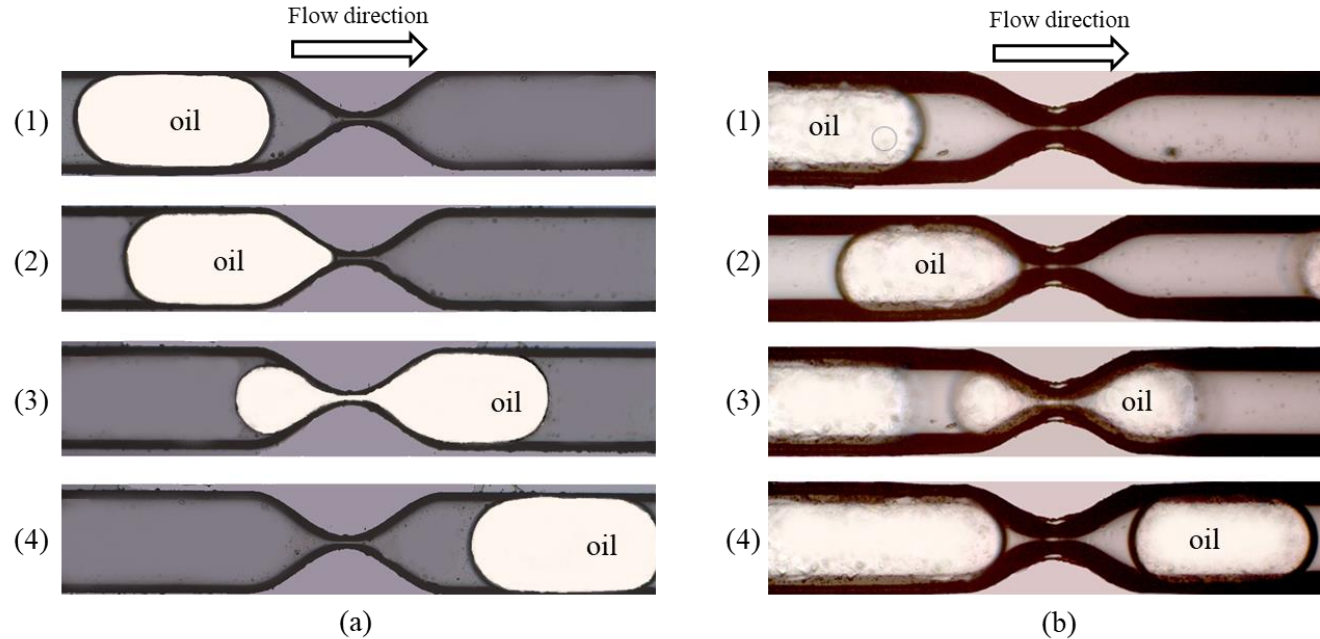 Flow direction
(1) oil
(2) oil
(3) oil
(4) oil
(a)
Flow direction
(1) oil
(2) oil
(3) oil
(4) oil
(b)